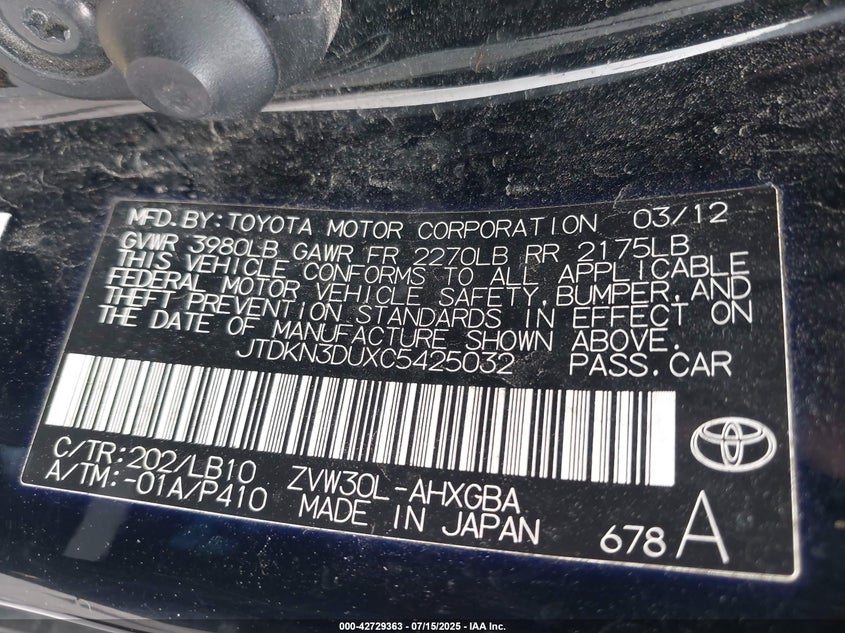 MFD.BY:TOYOTA MOTOR CORPORATION 03/12
GVWR 3980LB GAWR FR 2270LB RR 2175LB
THIS VEHICLE CONFORMS TO ALL APPLICABLE
FEDERAL MOTOR VEHICLE SAFETY,BUMPER,AND
THEFT PREVENTION STANDARDS IN EFFECT ON
THE DATE OF MANUFACTURE SHOWN ABOVE.
JTDKN3DUXC5425032 PASS.CAR
C/TR:202/LB10 ZVW30L-AHXGBA
A/TM:-01A/P410 MADE IN JAPAN 678 A
000-42729363 - 07/15/2025 - IAA Inc.